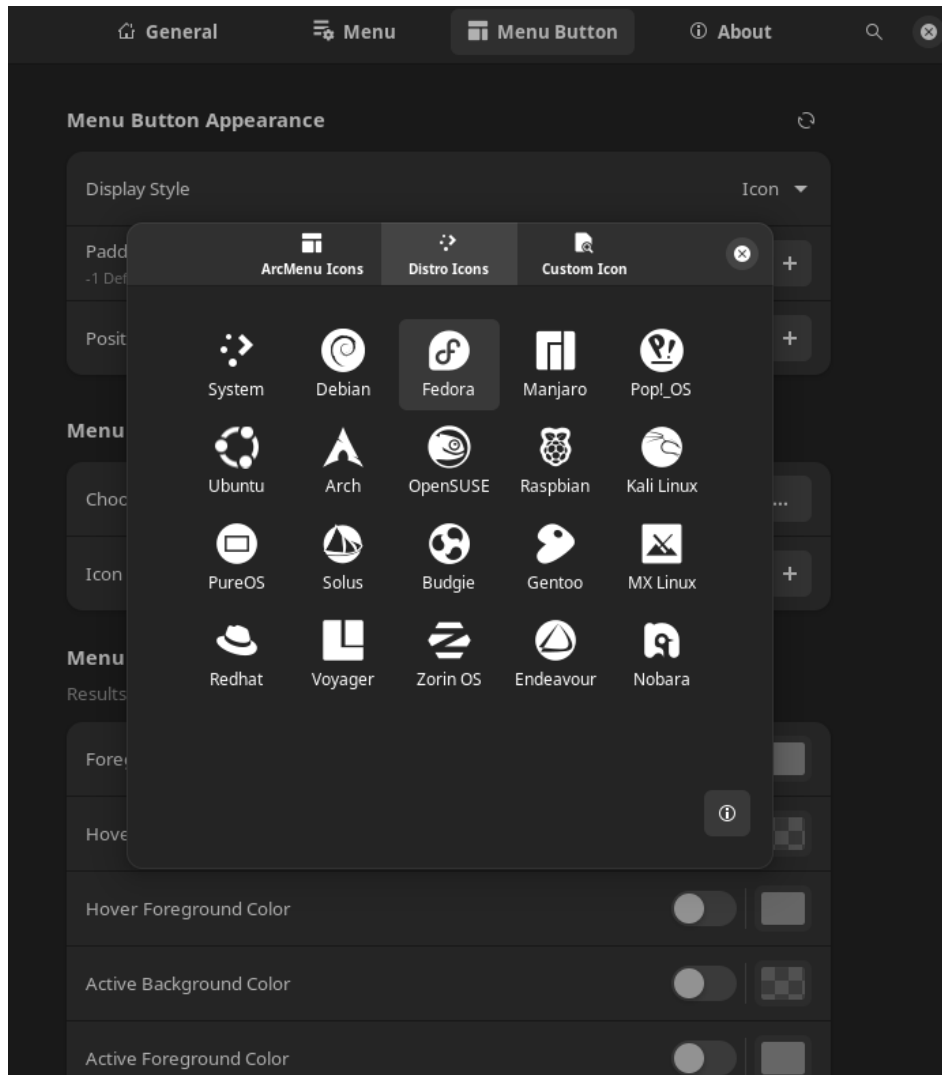 General Menu Menu Button About
Menu Button Appearance
Display Style Icon
Padd
-1 Def
ArcMenu Icons Distro Icons Custom Icon
Posit
System Debian Fedora Manjaro Pop!_OS
Menu
Ubuntu Arch OpenSUSE Raspbian Kali Linux
Choo ...
Icon
PureOS Solus Budgie Gentoo MX Linux
Menu
Redhat Voyager Zorin OS Endeavour Nobara
Results
Foreg
Hove
Hover Foreground Color
Active Background Color
Active Foreground Color